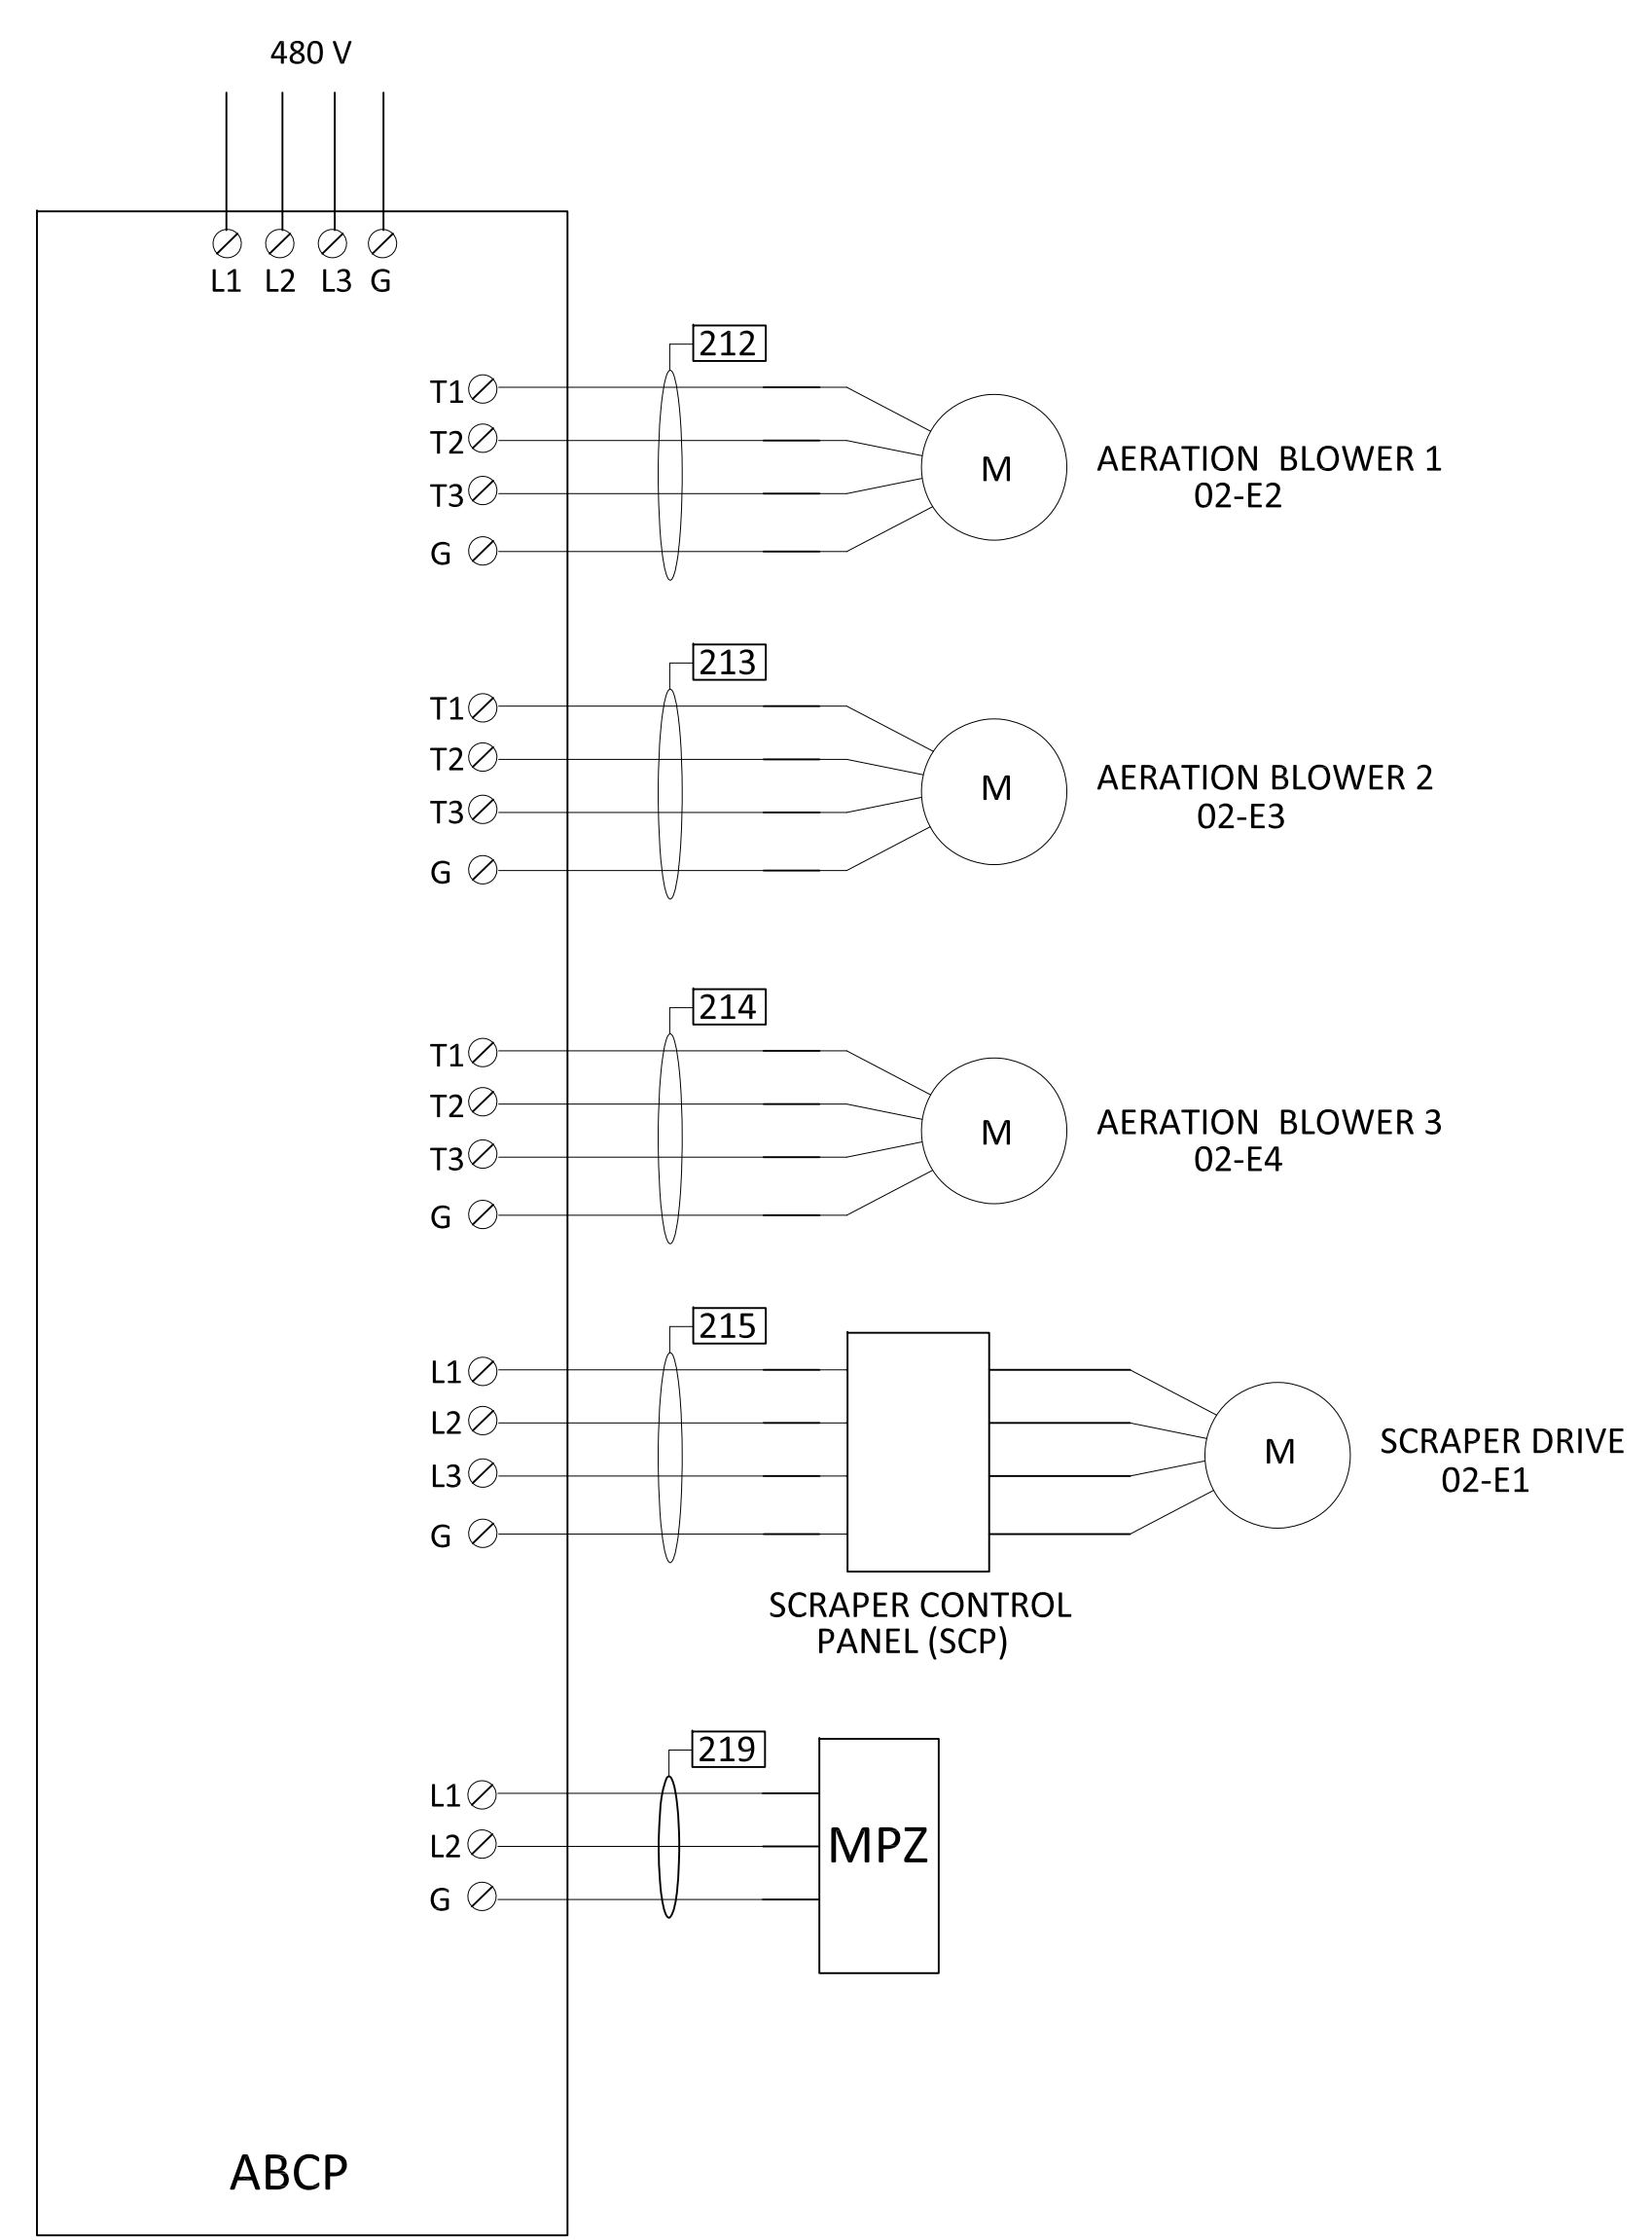 480 V
L1 L2 L3 G
212
T1
T2
T3
G
M
AERATION BLOWER 1
02-E2
213
T1
T2
T3
G
M
AERATION BLOWER 2
02-E3
214
T1
T2
T3
G
M
AERATION BLOWER 3
02-E4
215
L1
L2
L3
G
M
SCRAPER DRIVE
02-E1
SCRAPER CONTROL
PANEL (SCP)
219
L1
L2
G
MPZ
ABCP